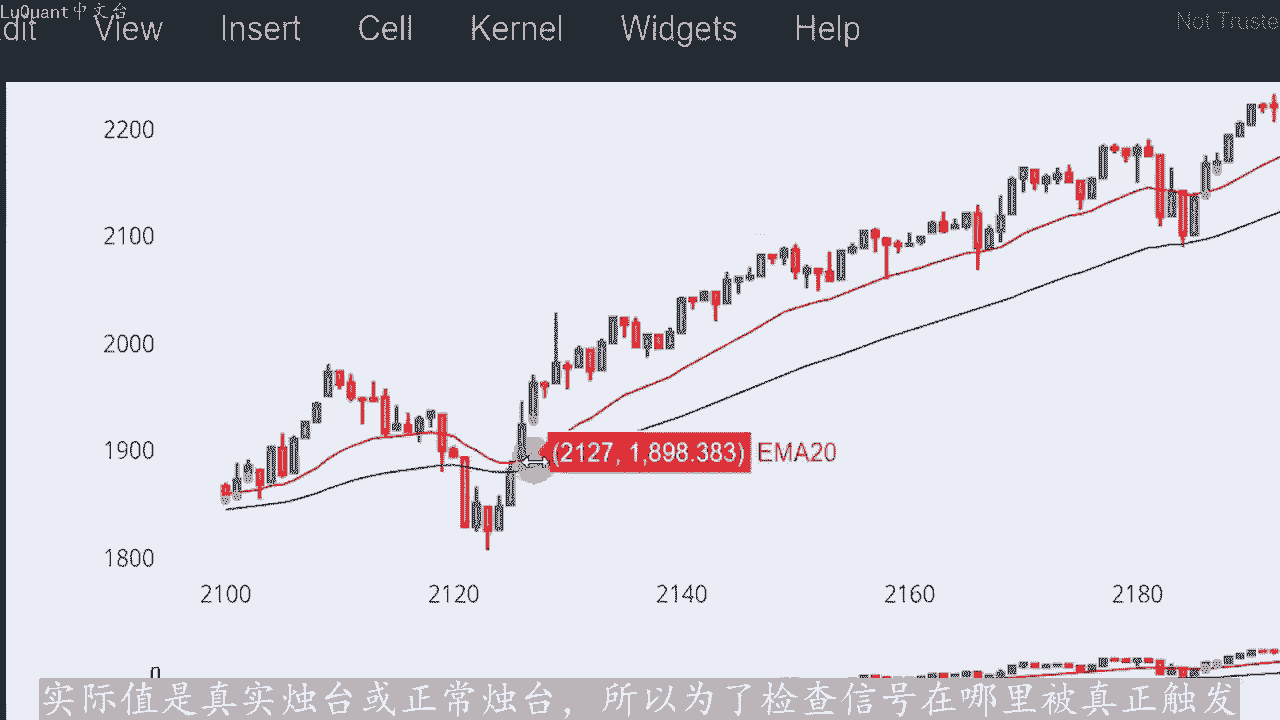 LuQuant中文台
dit View Insert Cell Kernel Widgets Help Not Truste
2200
2100
2000
1900
(2127, 1,898.383) EMA20
1800
2100 2120 2140 2160 2180
0
实际值是真实烛台或正常烛台，所以为了检查信号在哪里被真正触发